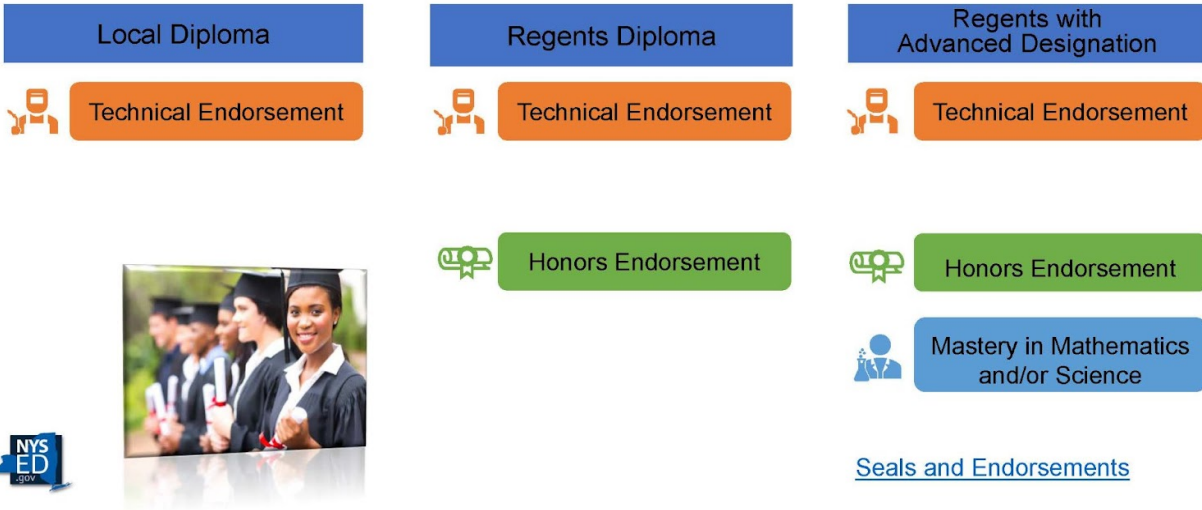 Local Diploma
Technical Endorsement
Regents Diploma
Technical Endorsement
Honors Endorsement
Regents with
Advanced Designation
Technical Endorsement
Honors Endorsement
Mastery in Mathematics
and/or Science
Seals and Endorsements
NYS
ED
.gov